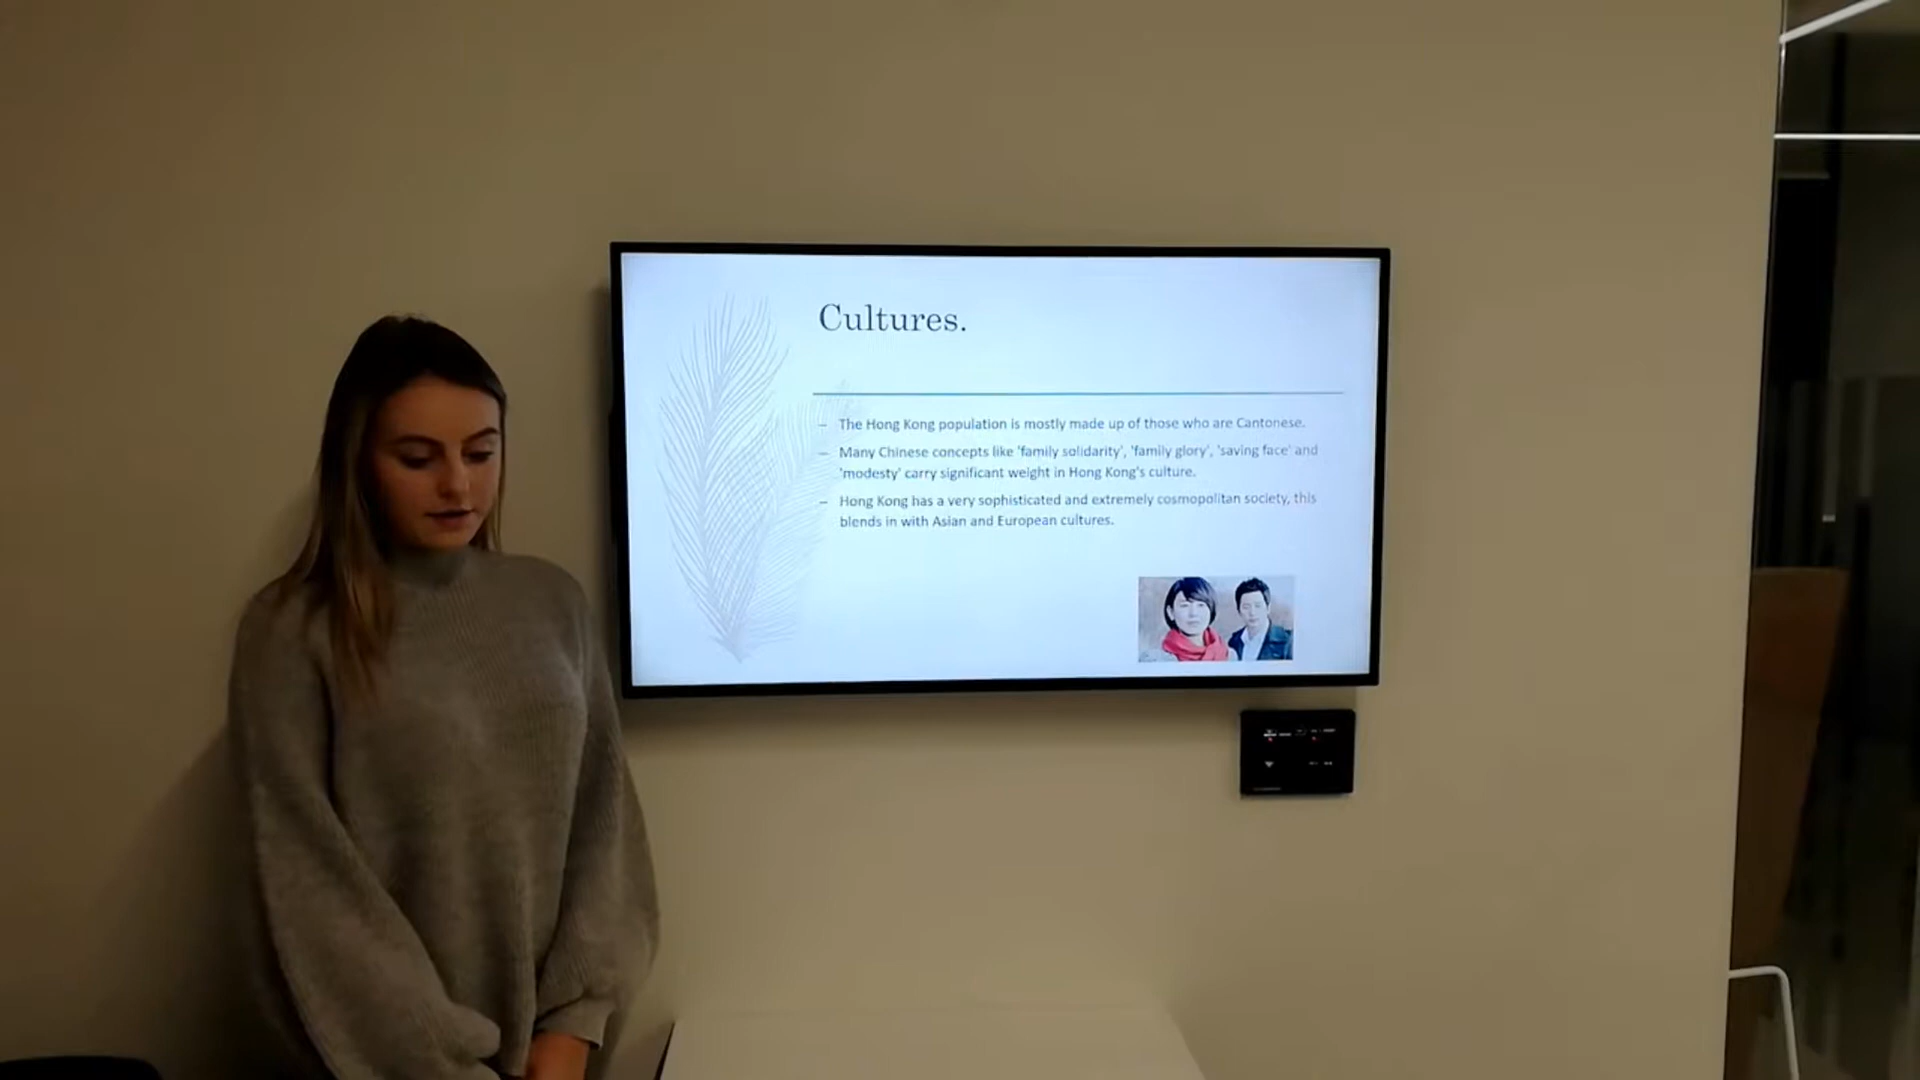 Cultures.
– The Hong Kong population is mostly made up of those who are Cantonese.
– Many Chinese concepts like 'family solidarity', 'family glory', 'saving face' and
'modesty' carry significant weight in Hong Kong's culture.
– Hong Kong has a very sophisticated and extremely cosmopolitan society, this
blends in with Asian and European cultures.